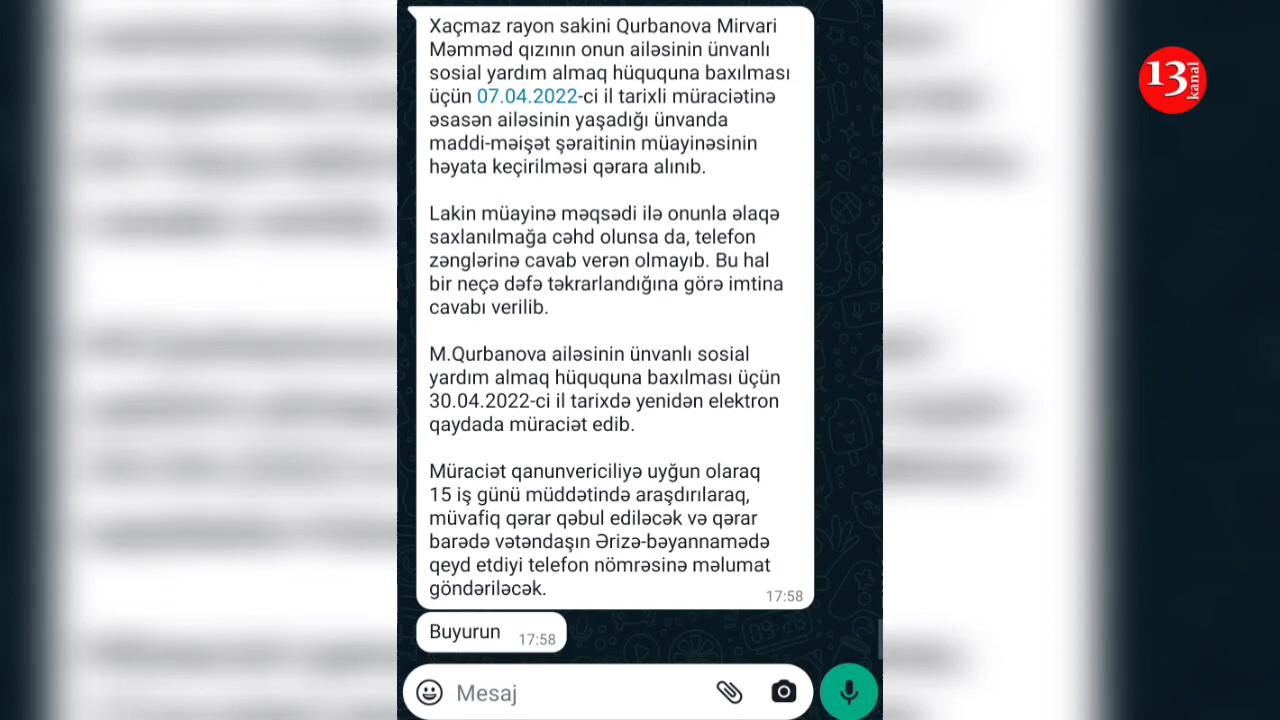 Xaçmaz rayon sakini Qurbanova Mirvari
Məmməd qızının onun ailəsinin ünvanlı
sosial yardım almaq hüququna baxılması
üçün 07.04.2022-ci il tarixli müraciətinə
əsasən ailəsinin yaşadığı ünvanda
maddi-məişət şəraitinin müayinəsinin
həyata keçirilməsi qərara alınıb.
Lakin müayinə məqsədi ilə onunla əlaqə
saxlanılmağa cəhd olunsa da, telefon
zənglərinə cavab verən olmayıb. Bu hal
bir neçə dəfə təkrarlandığına görə imtina
cavabı verilib.
M.Qurbanova ailəsinin ünvanlı sosial
yardım almaq hüququna baxılması üçün
30.04.2022-ci il tarixdə yenidən elektron
qaydada müraciət edib.
Müraciət qanunvericiliyə uyğun olaraq
15 iş günü müddətində araşdırılaraq,
müvafiq qərar qəbul ediləcək və qərar
barədə vətəndaşın Ərizə-bəyannamədə
qeyd etdiyi telefon nömrəsinə məlumat
göndəriləcək.
17:58
Buyurun 17:58
Mesaj
13 kanal